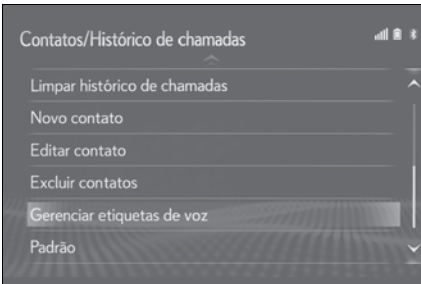 Contatos/Histórico de chamadas
Limpar histórico de chamadas
Novo contato
Editar contato
Excluir contatos
Gerenciar etiquetas de voz
Padrão